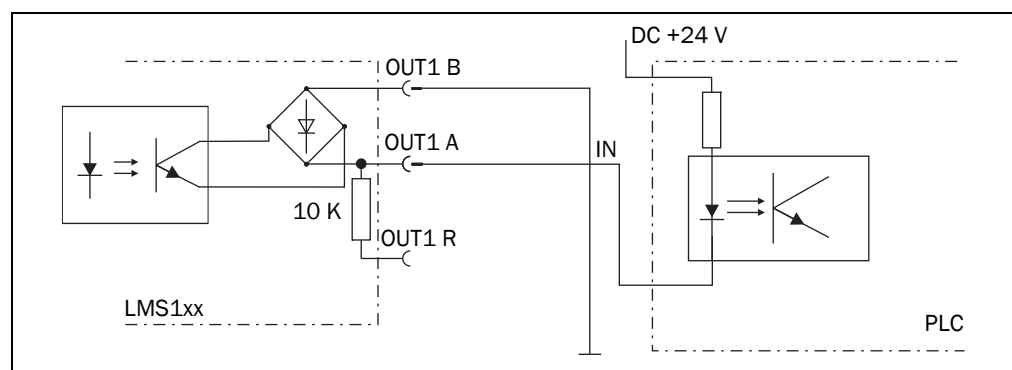 DC +24 V
OUT1 B
OUT1 A
IN
10 K
OUT1 R
LMS1xx
PLC